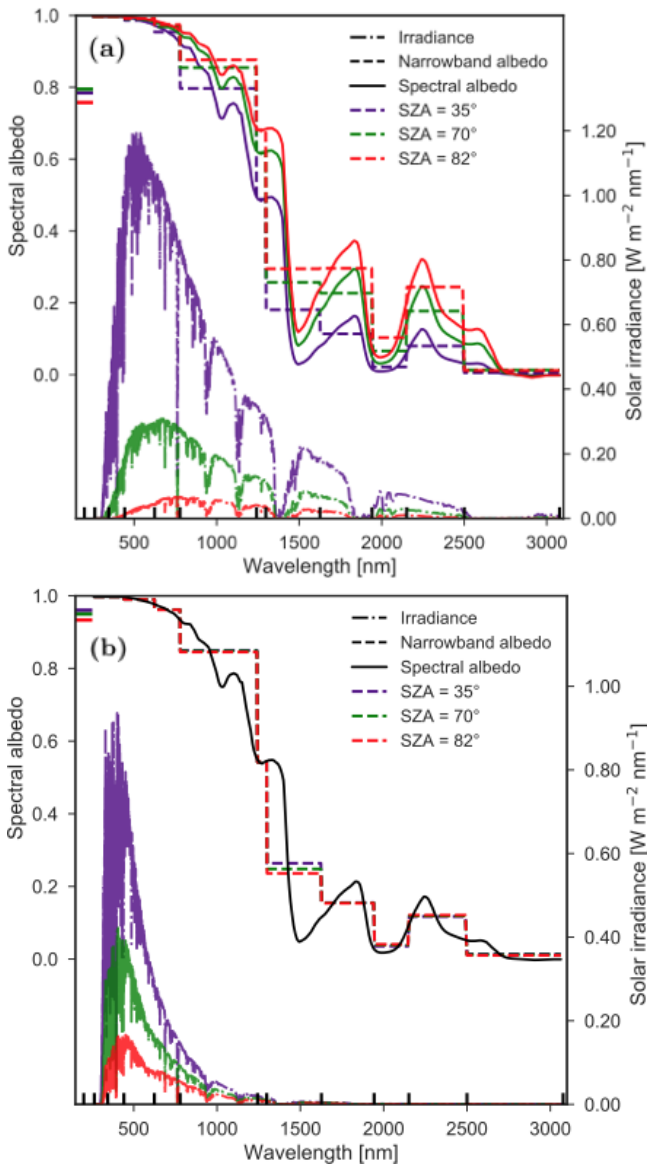 (a)
Irradiance
Narrowband albedo
Spectral albedo
SZA = 35°
SZA = 70°
SZA = 82°
1.0
0.8
0.6
0.4
0.2
0.0
Spectral albedo
1.20
1.00
0.80
0.60
0.40
0.20
0.00
Solar irradiance [W m⁻² nm⁻¹]
500 1000 1500 2000 2500 3000
Wavelength [nm]
(b)
Irradiance
Narrowband albedo
Spectral albedo
SZA = 35°
SZA = 70°
SZA = 82°
1.0
0.8
0.6
0.4
0.2
0.0
Spectral albedo
1.00
0.80
0.60
0.40
0.20
0.00
Solar irradiance [W m⁻² nm⁻¹]
500 1000 1500 2000 2500 3000
Wavelength [nm]